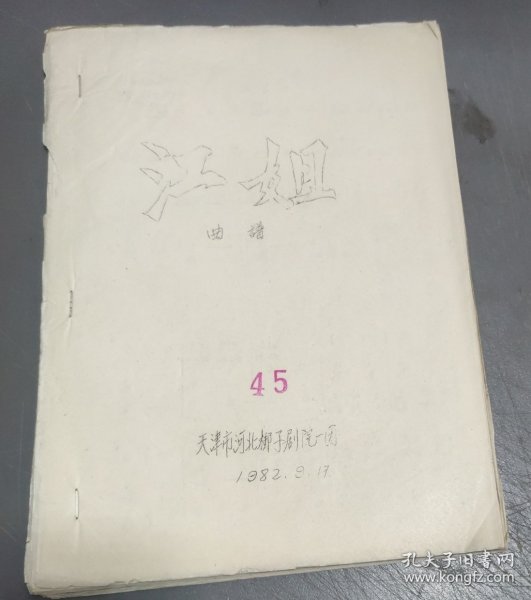 江姐
曲谱
45
天津市河北梆子剧院一团
1982.9.17
孔夫子旧书网
www.kongfz.com